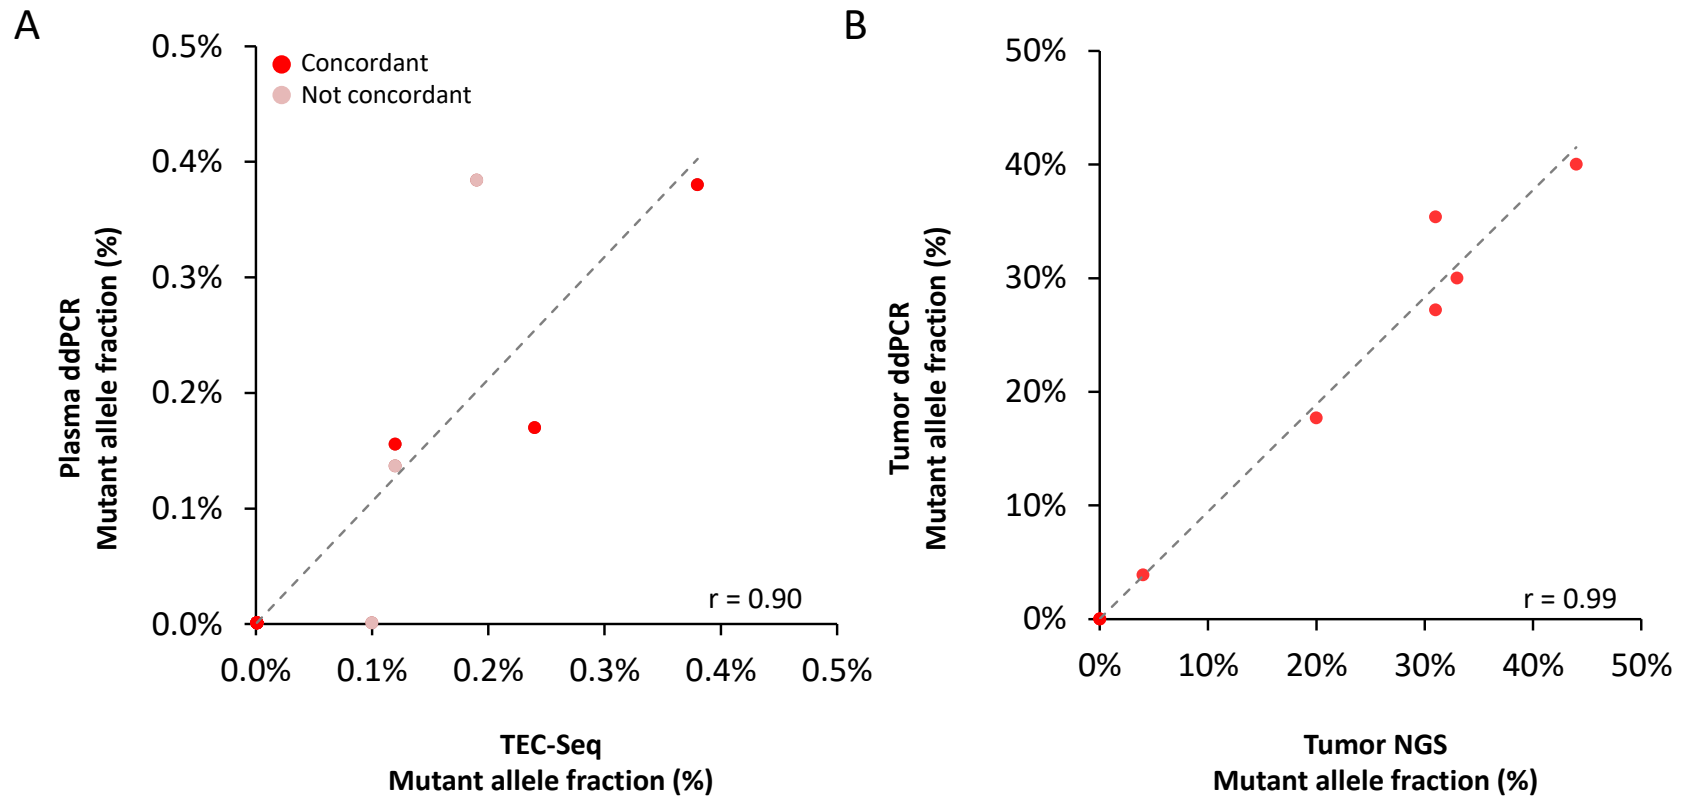 A
0.5%
0.4%
0.3%
0.2%
0.1%
0.0%
Concordant
Not concordant
Plasma ddPCR
Mutant allele fraction (%)
r = 0.90
0.0% 0.1% 0.2% 0.3% 0.4% 0.5%
TEC-Seq
Mutant allele fraction (%)
B
50%
40%
30%
20%
10%
0%
Tumor ddPCR
Mutant allele fraction (%)
r = 0.99
0% 10% 20% 30% 40% 50%
Tumor NGS
Mutant allele fraction (%)